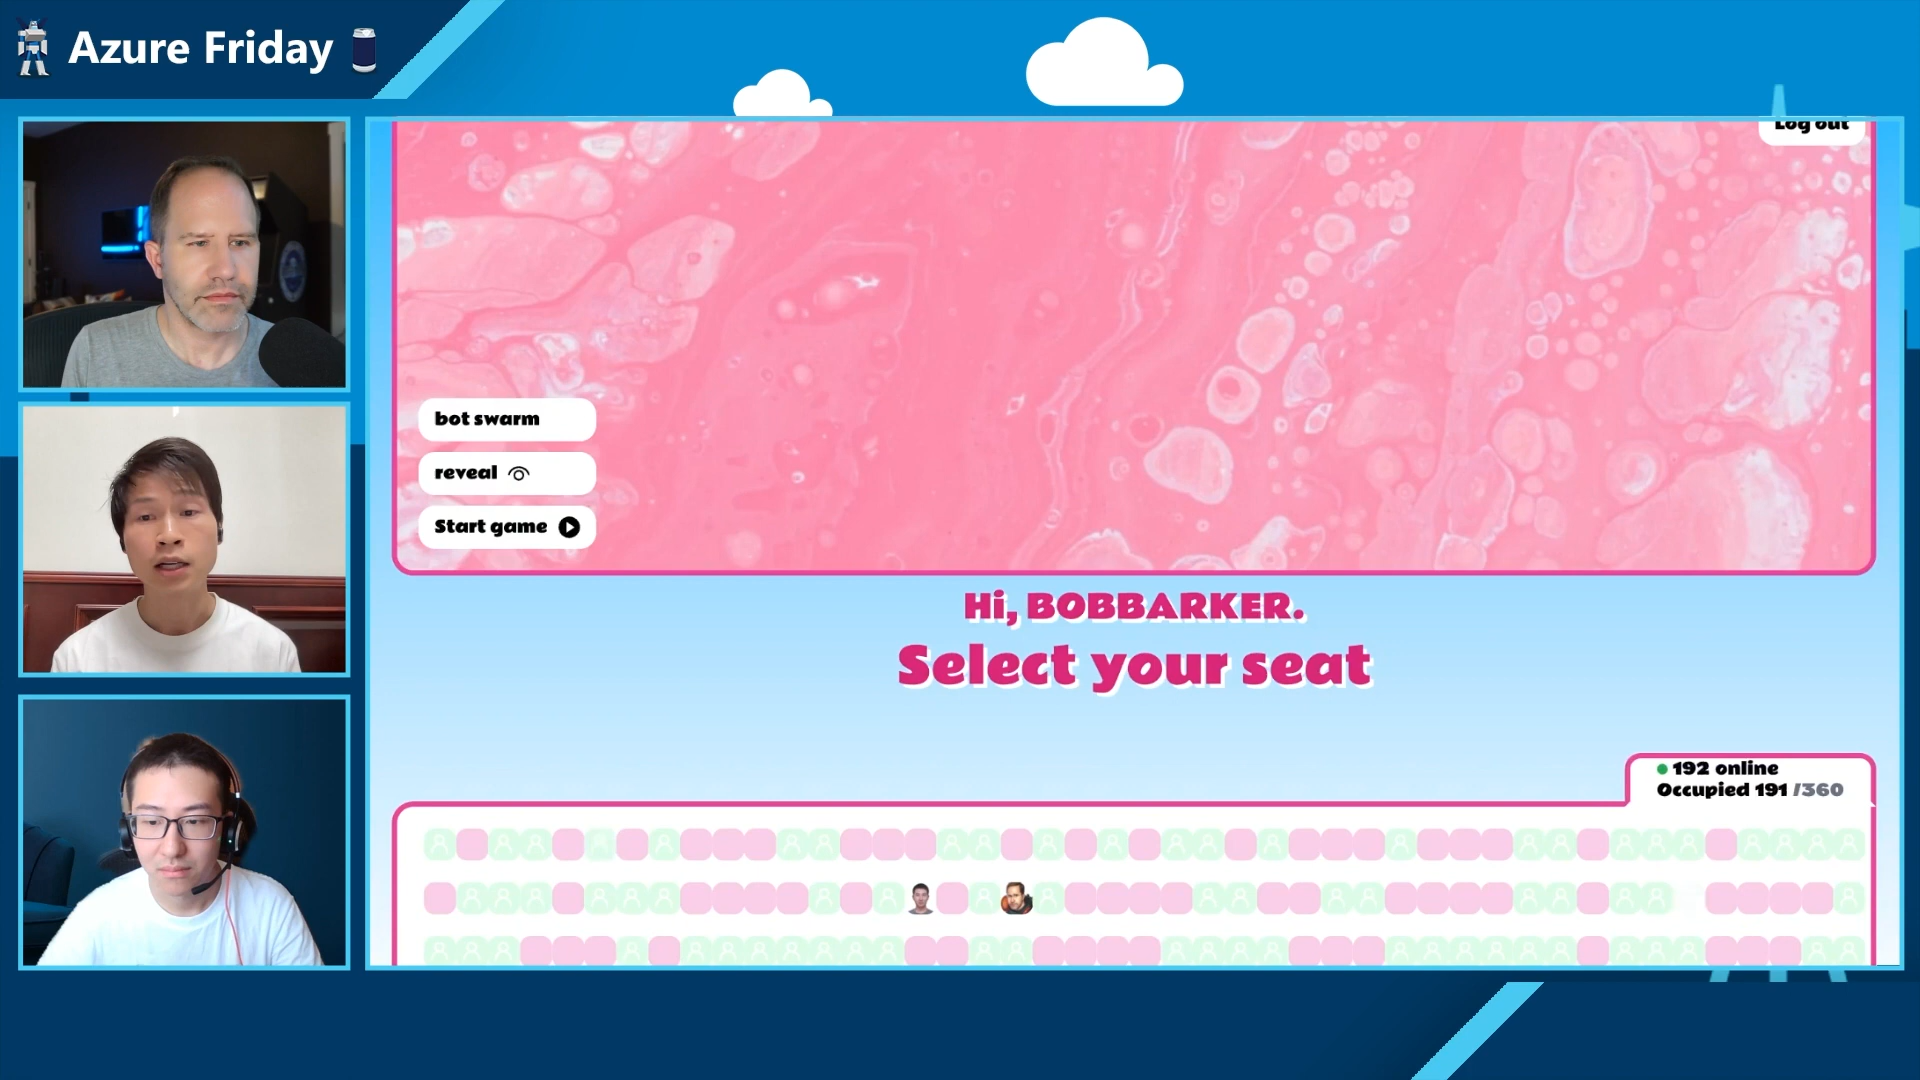 Azure Friday
Log out
bot swarm
reveal
Start game
Hi, BOBBARKER.
Select your seat
192 online
Occupied 191 /360